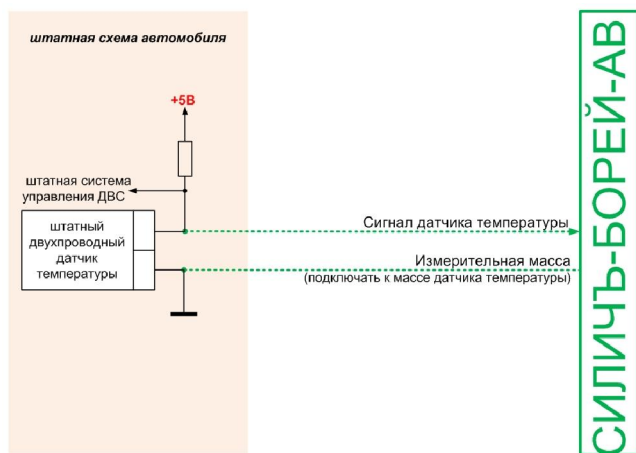 штатная схема автомобиля
+5В
штатная система
управления ДВС
штатный
двухпроводный
датчик
температуры
Сигнал датчика температуры
Измерительная масса
(подключать к массе датчика температуры)
СИЛИЧЪ-БОРЕЙ-АВ